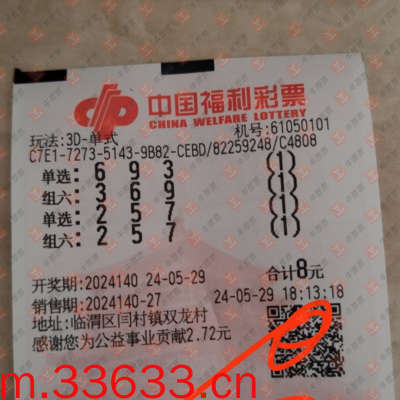 中国福利彩票
CHINA WELFARE LOTTERY
玩法:3D-单式 机号:61050101
C7E1-7273-5143-9B82-CEBD/82259248/C4808
单选: 6 9 3 (1)
组六: 3 6 9 (1)
单选: 2 5 7 (1)
组六: 2 5 7 (1)
开奖期:2024140 24-05-29 合计8元
销售期:2024140-27 24-05-29 18:13:18
地址:临渭区闫村镇双龙村
感谢您为公益事业贡献2.72元
m.33633.cn